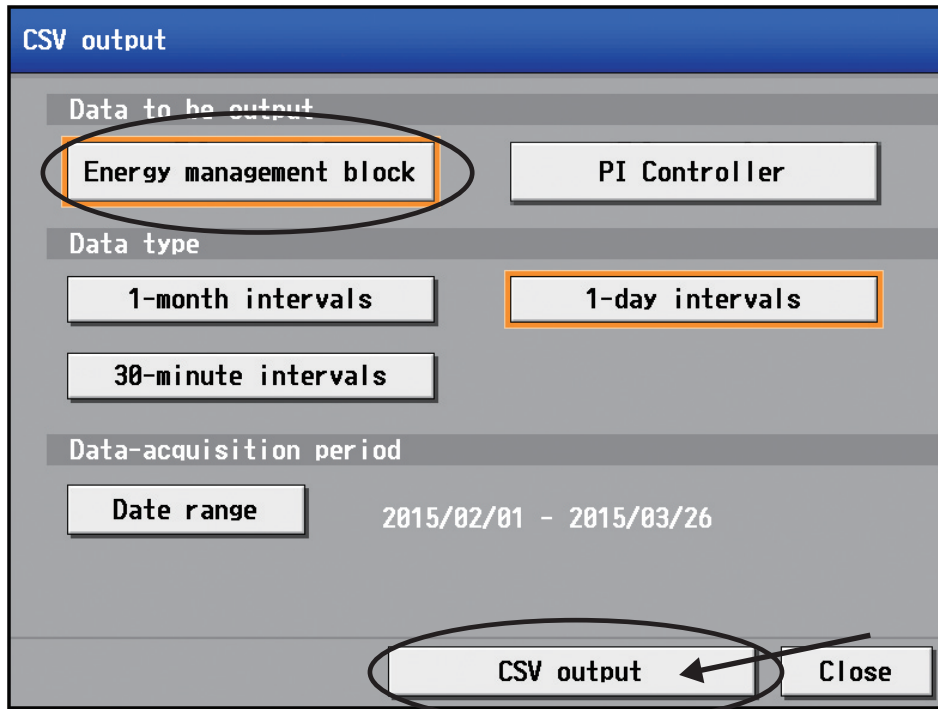 CSV output
Data to be output
Energy management block PI Controller
Data type
1-month intervals 1-day intervals
30-minute intervals
Data-acquisition period
Date range 2015/02/01 - 2015/03/26
CSV output Close